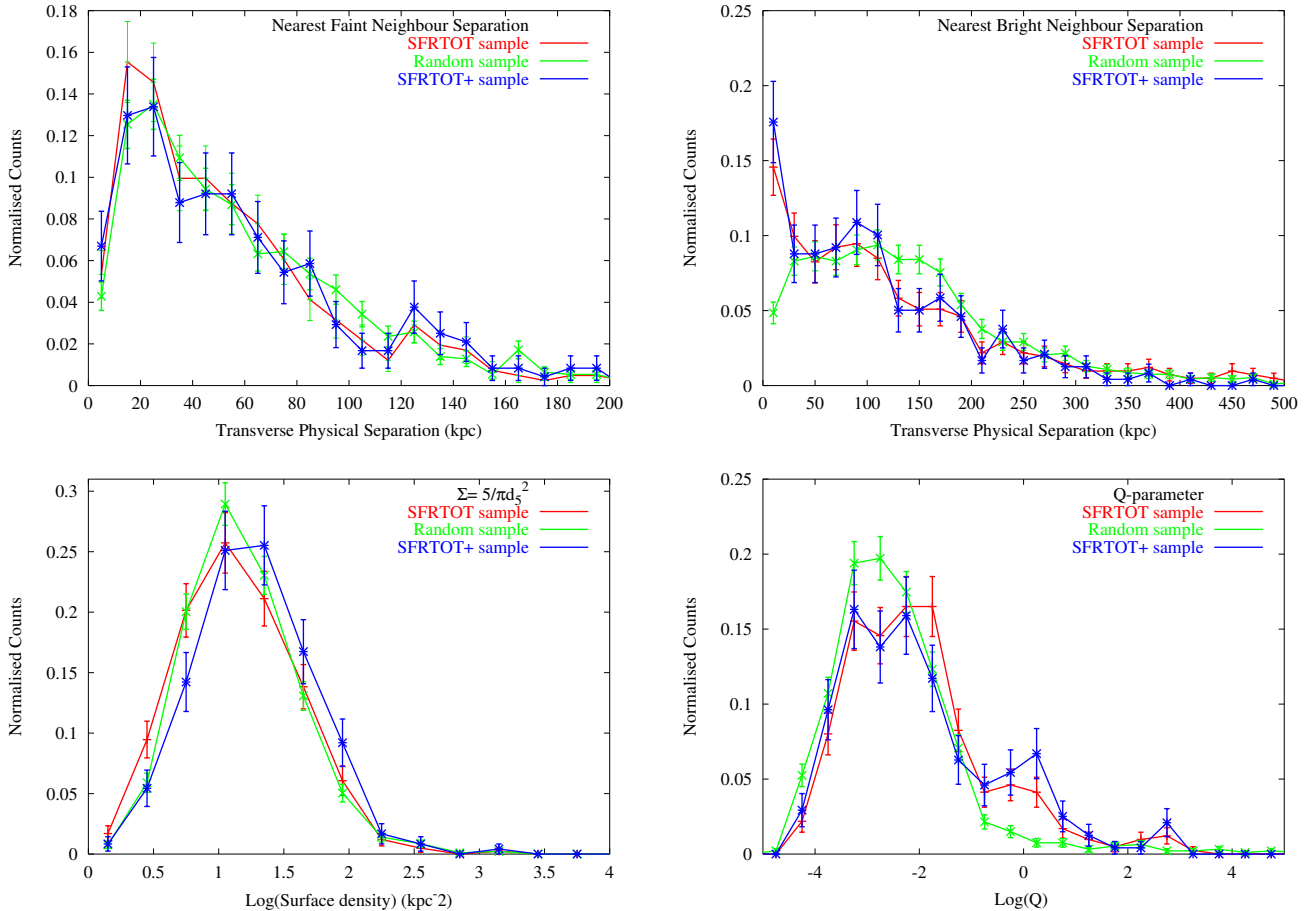 Nearest Faint Neighbour Separation
SFRTOT sample
Random sample
SFRTOT+ sample
Normalised Counts
0.18
0.16
0.14
0.12
0.1
0.08
0.06
0.04
0.02
0
0 20 40 60 80 100 120 140 160 180 200
Transverse Physical Separation (kpc)
Nearest Bright Neighbour Separation
SFRTOT sample
Random sample
SFRTOT+ sample
Normalised Counts
0.25
0.2
0.15
0.1
0.05
0
0 50 100 150 200 250 300 350 400 450 500
Transverse Physical Separation (kpc)
Σ= 5/πd₅²
SFRTOT sample
Random sample
SFRTOT+ sample
Normalised Counts
0.3
0.25
0.2
0.15
0.1
0.05
0
0 0.5 1 1.5 2 2.5 3 3.5 4
Log(Surface density) (kpc-2)
Q-parameter
SFRTOT sample
Random sample
SFRTOT+ sample
Normalised Counts
0.25
0.2
0.15
0.1
0.05
0
-4 -2 0 2 4
Log(Q)